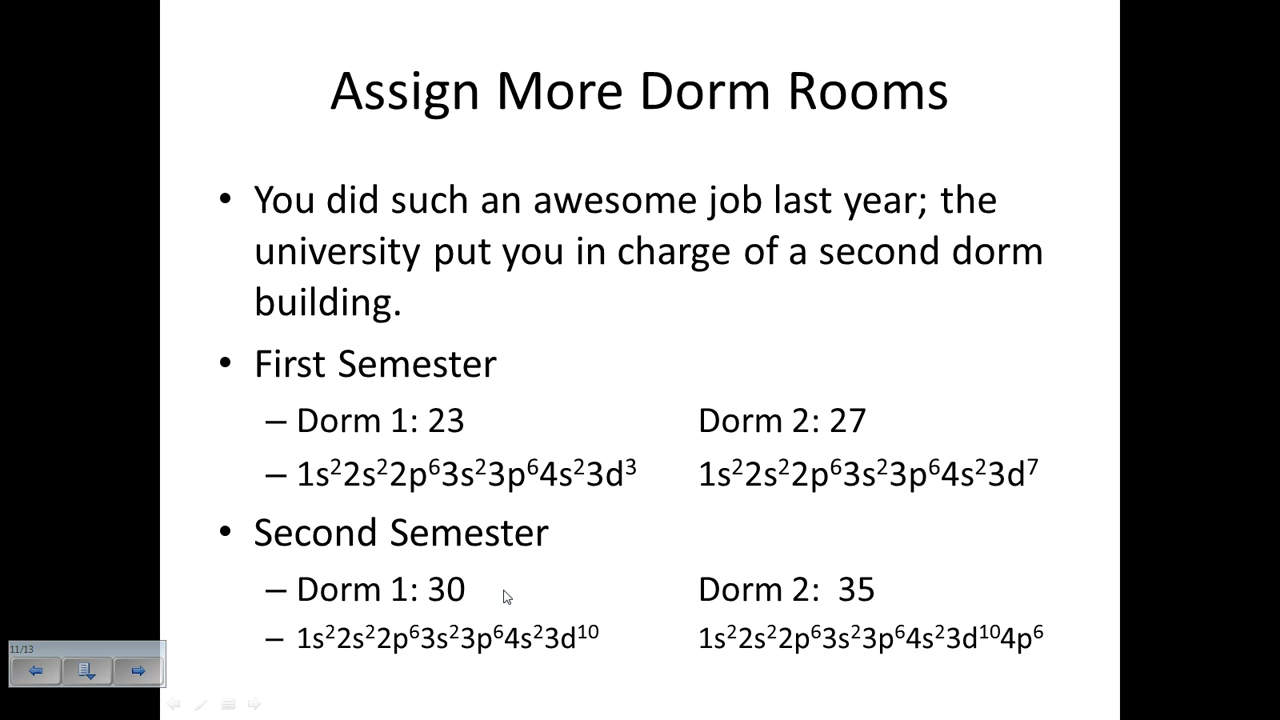 Assign More Dorm Rooms
• You did such an awesome job last year; the
university put you in charge of a second dorm
building.
• First Semester
– Dorm 1: 23 Dorm 2: 27
– 1s²2s²2p⁶3s²3p⁶4s²3d³ 1s²2s²2p⁶3s²3p⁶4s²3d⁷
• Second Semester
– Dorm 1: 30 Dorm 2: 35
– 1s²2s²2p⁶3s²3p⁶4s²3d¹⁰ 1s²2s²2p⁶3s²3p⁶4s²3d¹⁰4p⁶
11/13